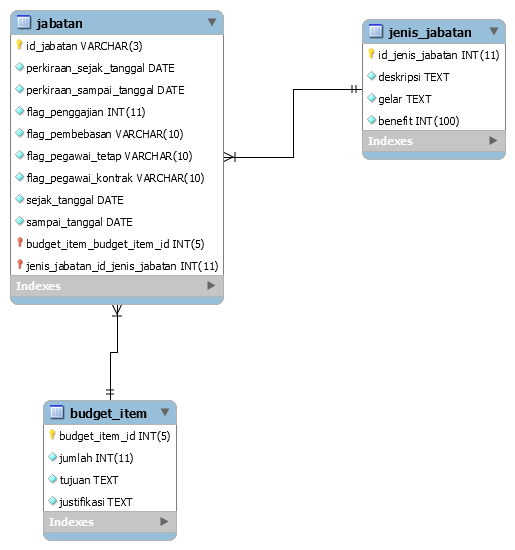 jabatan
id_jabatan VARCHAR(3)
perkiraan_sejak_tanggal DATE
perkiraan_sampai_tanggal DATE
flag_penggajian INT(11)
flag_pembebasan VARCHAR(10)
flag_pegawai_tetap VARCHAR(10)
flag_pegawai_kontrak VARCHAR(10)
sejak_tanggal DATE
sampai_tanggal DATE
budget_item_budget_item_id INT(5)
jenis_jabatan_id_jenis_jabatan INT(11)
Indexes
jenis_jabatan
id_jenis_jabatan INT(11)
deskripsi TEXT
gelar TEXT
benefit INT(100)
Indexes
budget_item
budget_item_id INT(5)
jumlah INT(11)
tujuan TEXT
justifikasi TEXT
Indexes